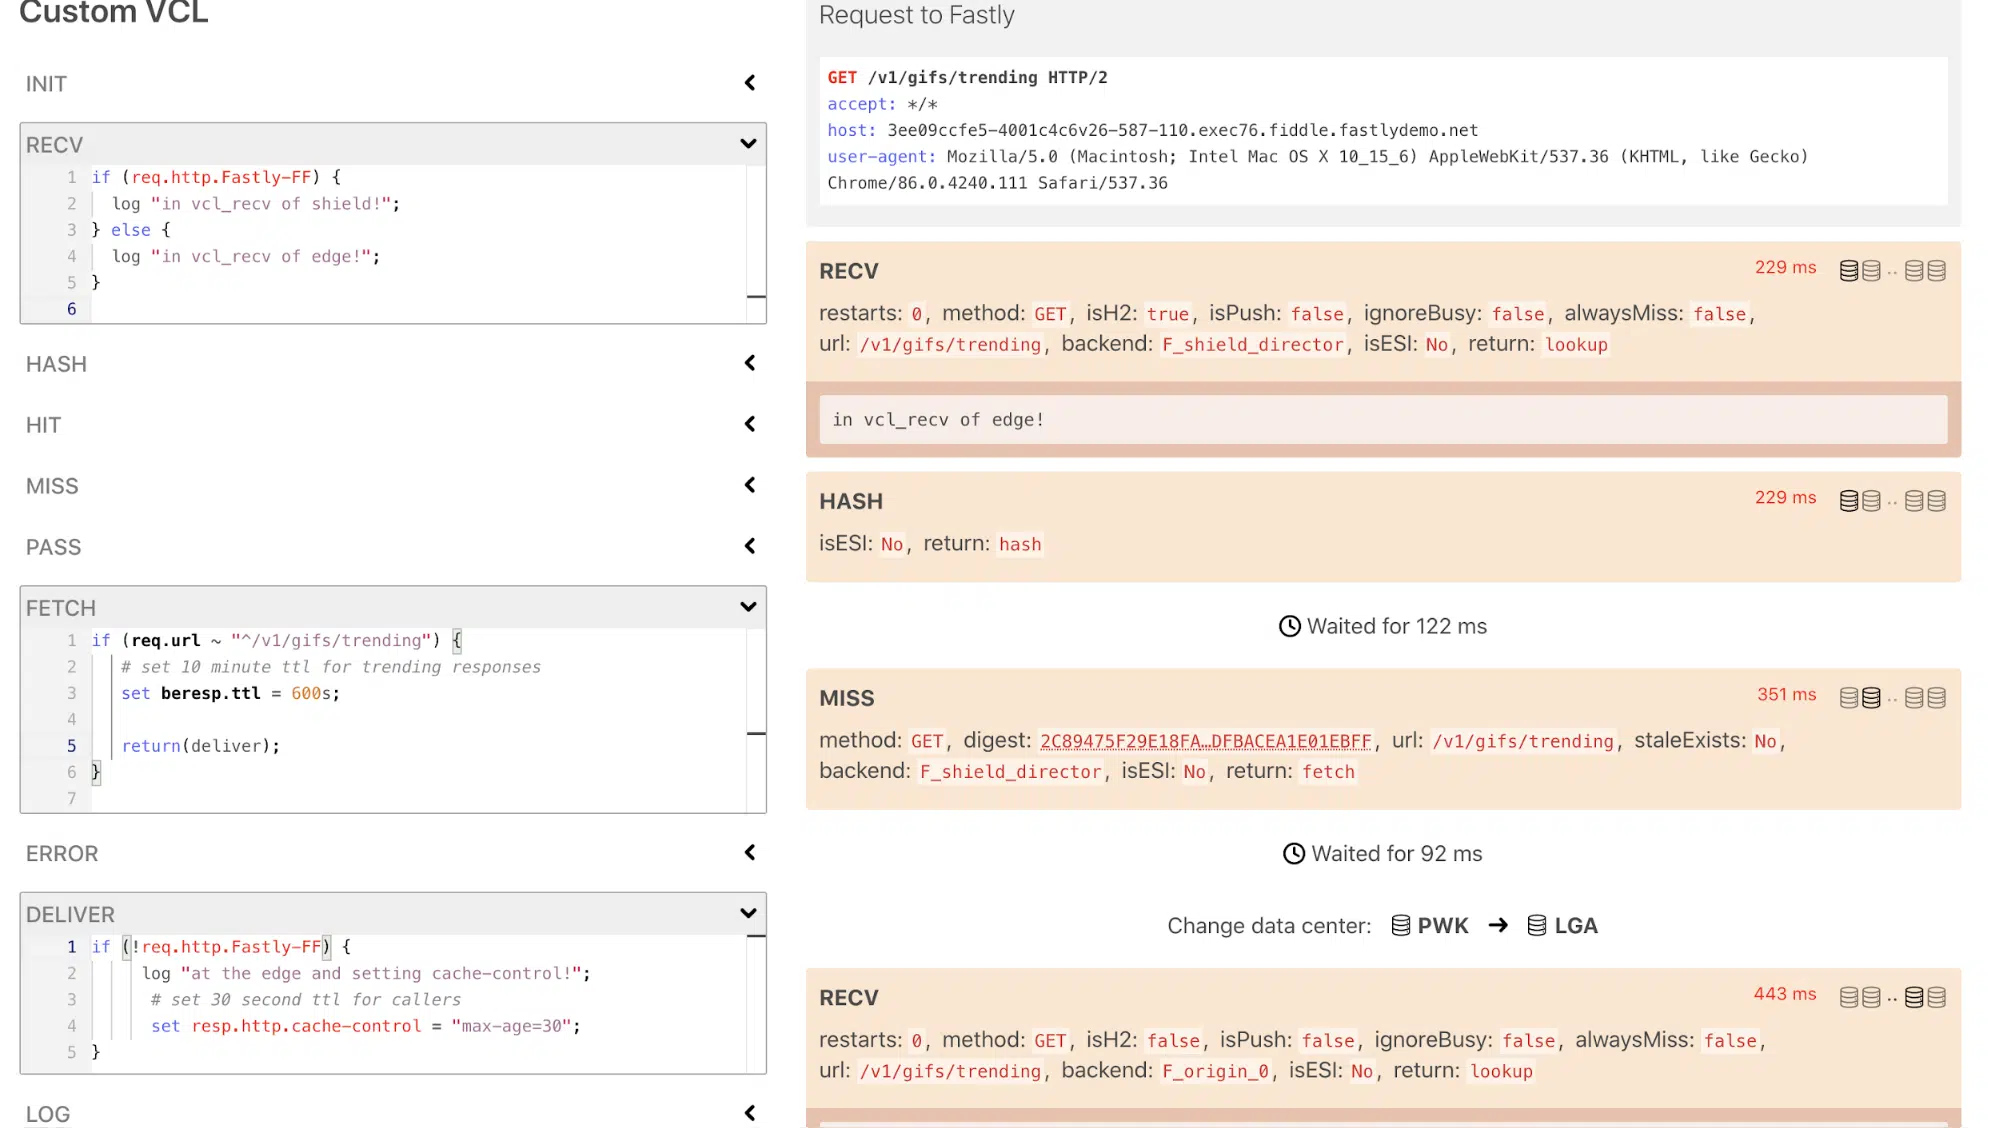 Custom VCL
INIT
RECV
1 if (req.http.Fastly-FF) {
2 log "in vcl_recv of shield!";
3 } else {
4 log "in vcl_recv of edge!";
5 }
6
HASH
HIT
MISS
PASS
FETCH
1 if (req.url ~ "^/v1/gifs/trending") {
2 # set 10 minute ttl for trending responses
3 set beresp.ttl = 600s;
4
5 return(deliver);
6 }
7
ERROR
DELIVER
1 if (!req.http.Fastly-FF) {
2 log "at the edge and setting cache-control!";
3 # set 30 second ttl for callers
4 set resp.http.cache-control = "max-age=30";
5 }
LOG
Request to Fastly
GET /v1/gifs/trending HTTP/2
accept: */*
host: 3ee09ccfe5-4001c4c6v26-587-110.exec76.fiddle.fastlydemo.net
user-agent: Mozilla/5.0 (Macintosh; Intel Mac OS X 10_15_6) AppleWebKit/537.36 (KHTML, like Gecko)
Chrome/86.0.4240.111 Safari/537.36
RECV 229 ms ..
restarts: 0, method: GET, isH2: true, isPush: false, ignoreBusy: false, alwaysMiss: false,
url: /v1/gifs/trending, backend: F_shield_director, isESI: No, return: lookup
in vcl_recv of edge!
HASH 229 ms ..
isESI: No, return: hash
Waited for 122 ms
MISS 351 ms ..
method: GET, digest: 2C89475F29E18FA…DFBACEA1E01EBFF, url: /v1/gifs/trending, staleExists: No,
backend: F_shield_director, isESI: No, return: fetch
Waited for 92 ms
Change data center: PWK → LGA
RECV 443 ms ..
restarts: 0, method: GET, isH2: false, isPush: false, ignoreBusy: false, alwaysMiss: false,
url: /v1/gifs/trending, backend: F_origin_0, isESI: No, return: lookup